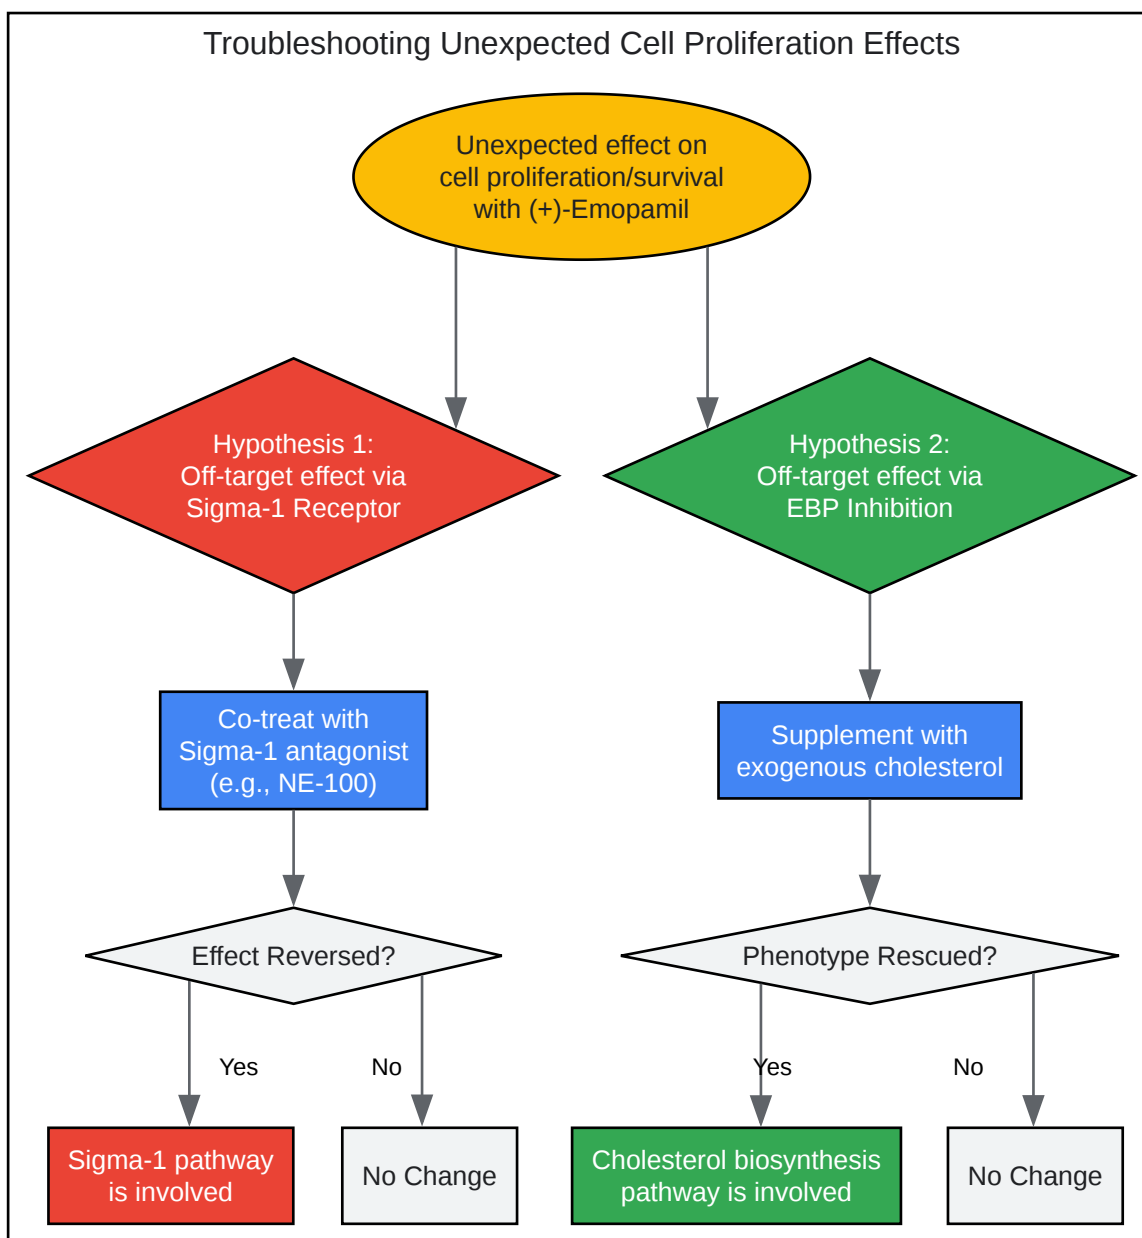 Troubleshooting Unexpected Cell Proliferation Effects
Unexpected effect on
cell proliferation/survival
with (+)-Emopamil
Hypothesis 1:
Off-target effect via
Sigma-1 Receptor
Hypothesis 2:
Off-target effect via
EBP Inhibition
Co-treat with
Sigma-1 antagonist
(e.g., NE-100)
Supplement with
exogenous cholesterol
Effect Reversed?
Phenotype Rescued?
Yes
No
Yes
No
Sigma-1 pathway
is involved
No Change
Cholesterol biosynthesis
pathway is involved
No Change